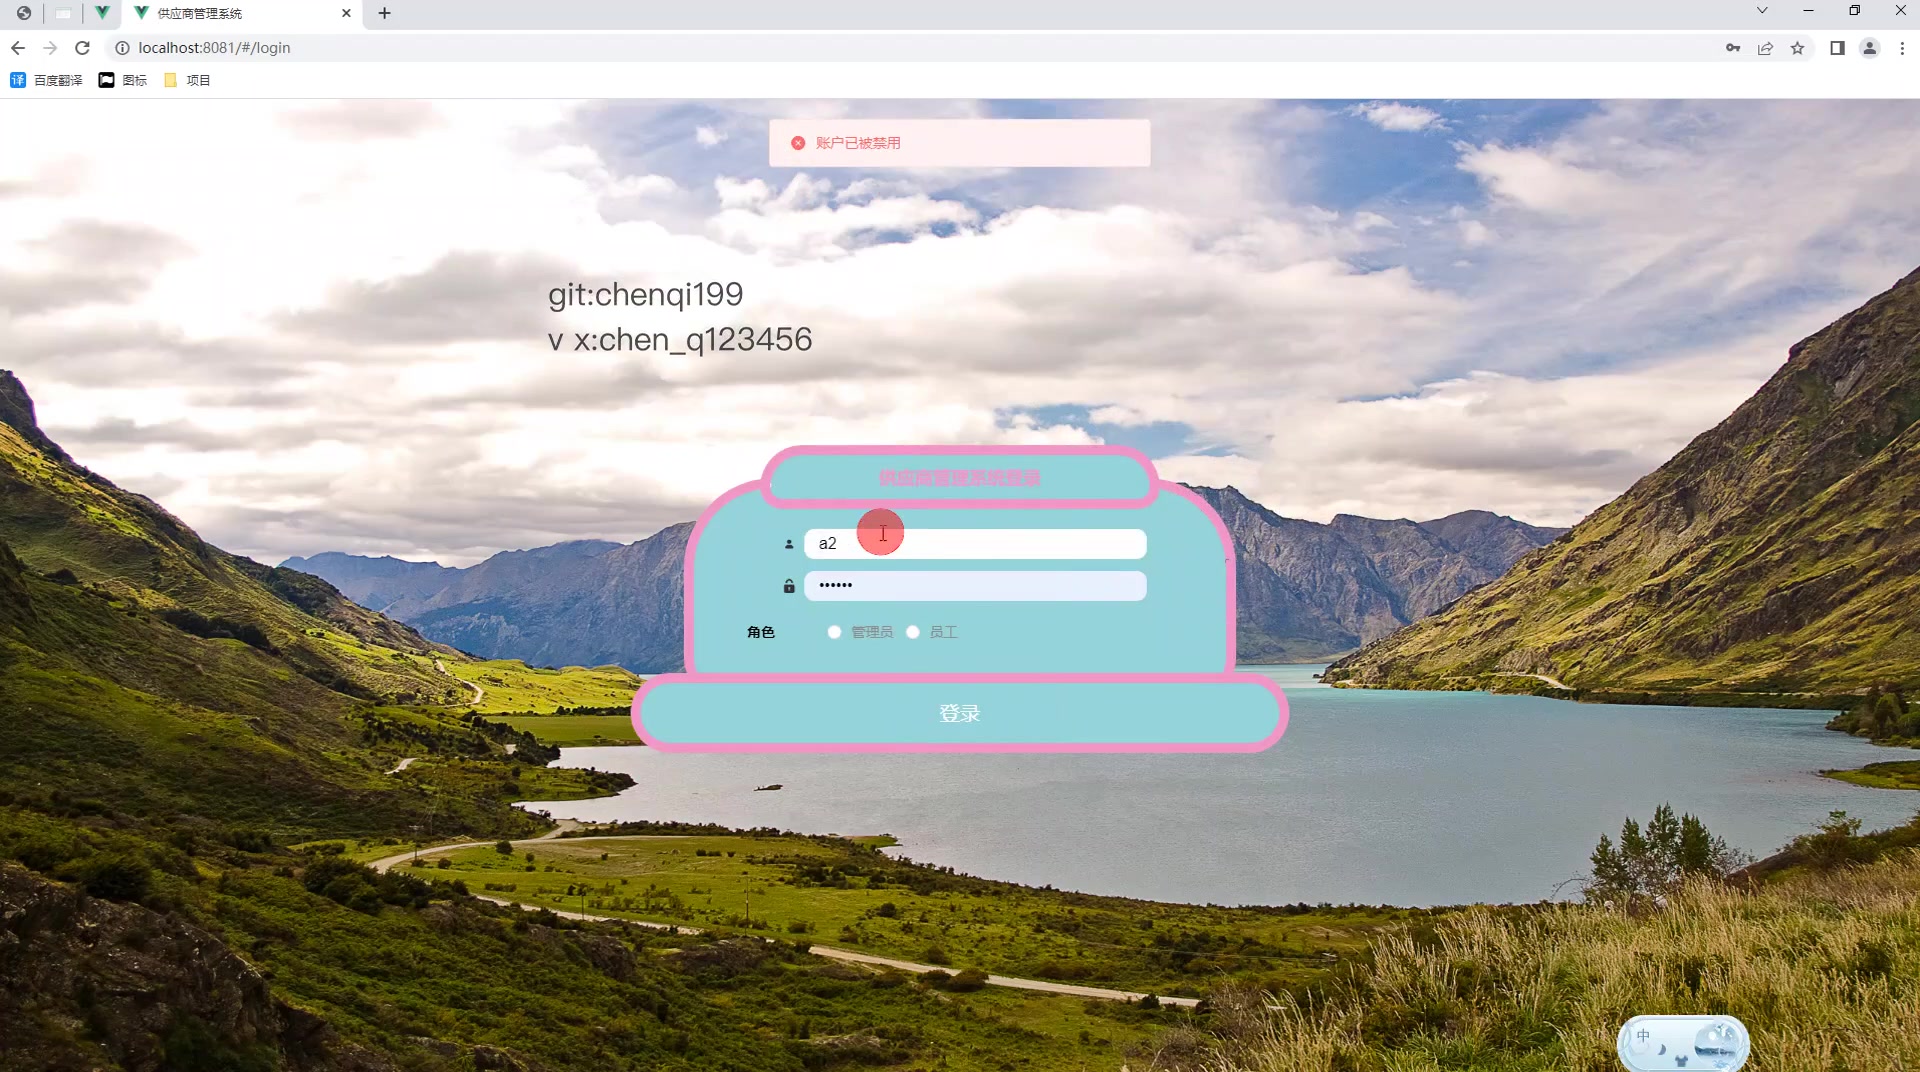 供应商管理系统
localhost:8081/#/login
译 百度翻译 图标 项目
账户已被禁用
git:chenqi199
v x:chen_q123456
供应商管理系统登录
a2
••••••
角色 管理员 员工
登录
中